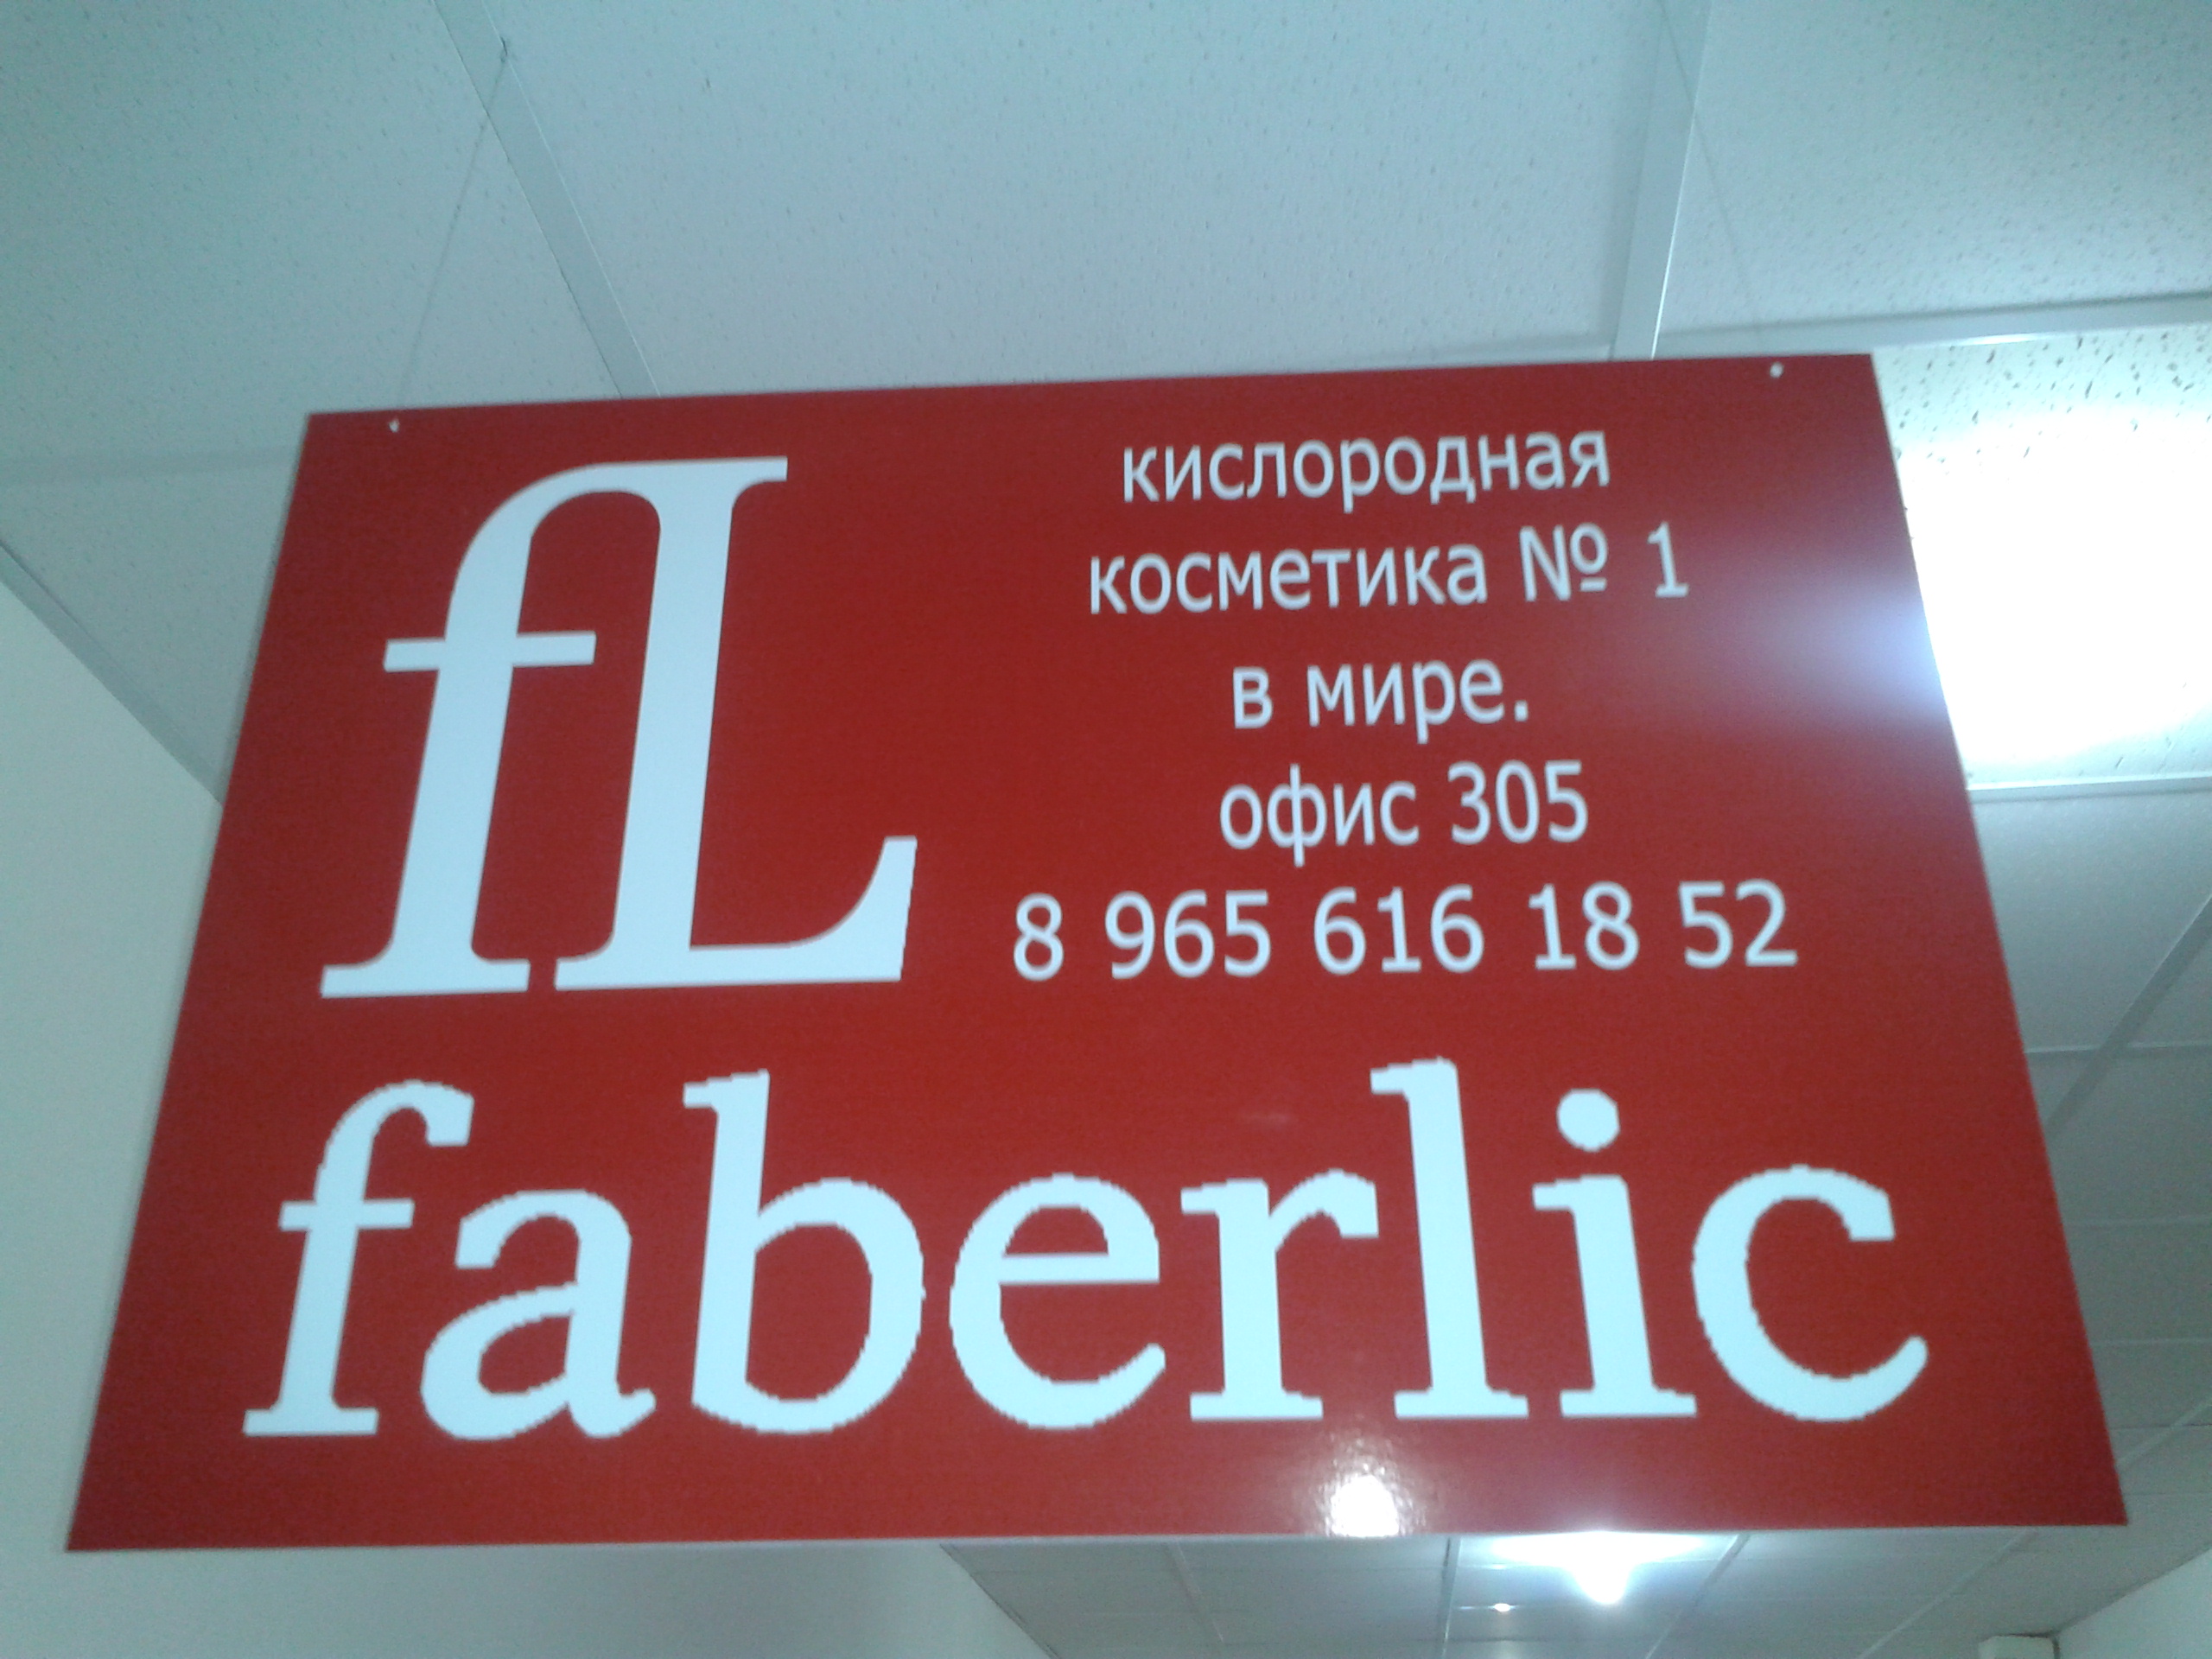 fL
кислородная
косметика № 1
в мире.
офис 305
8 965 616 18 52
faberlic